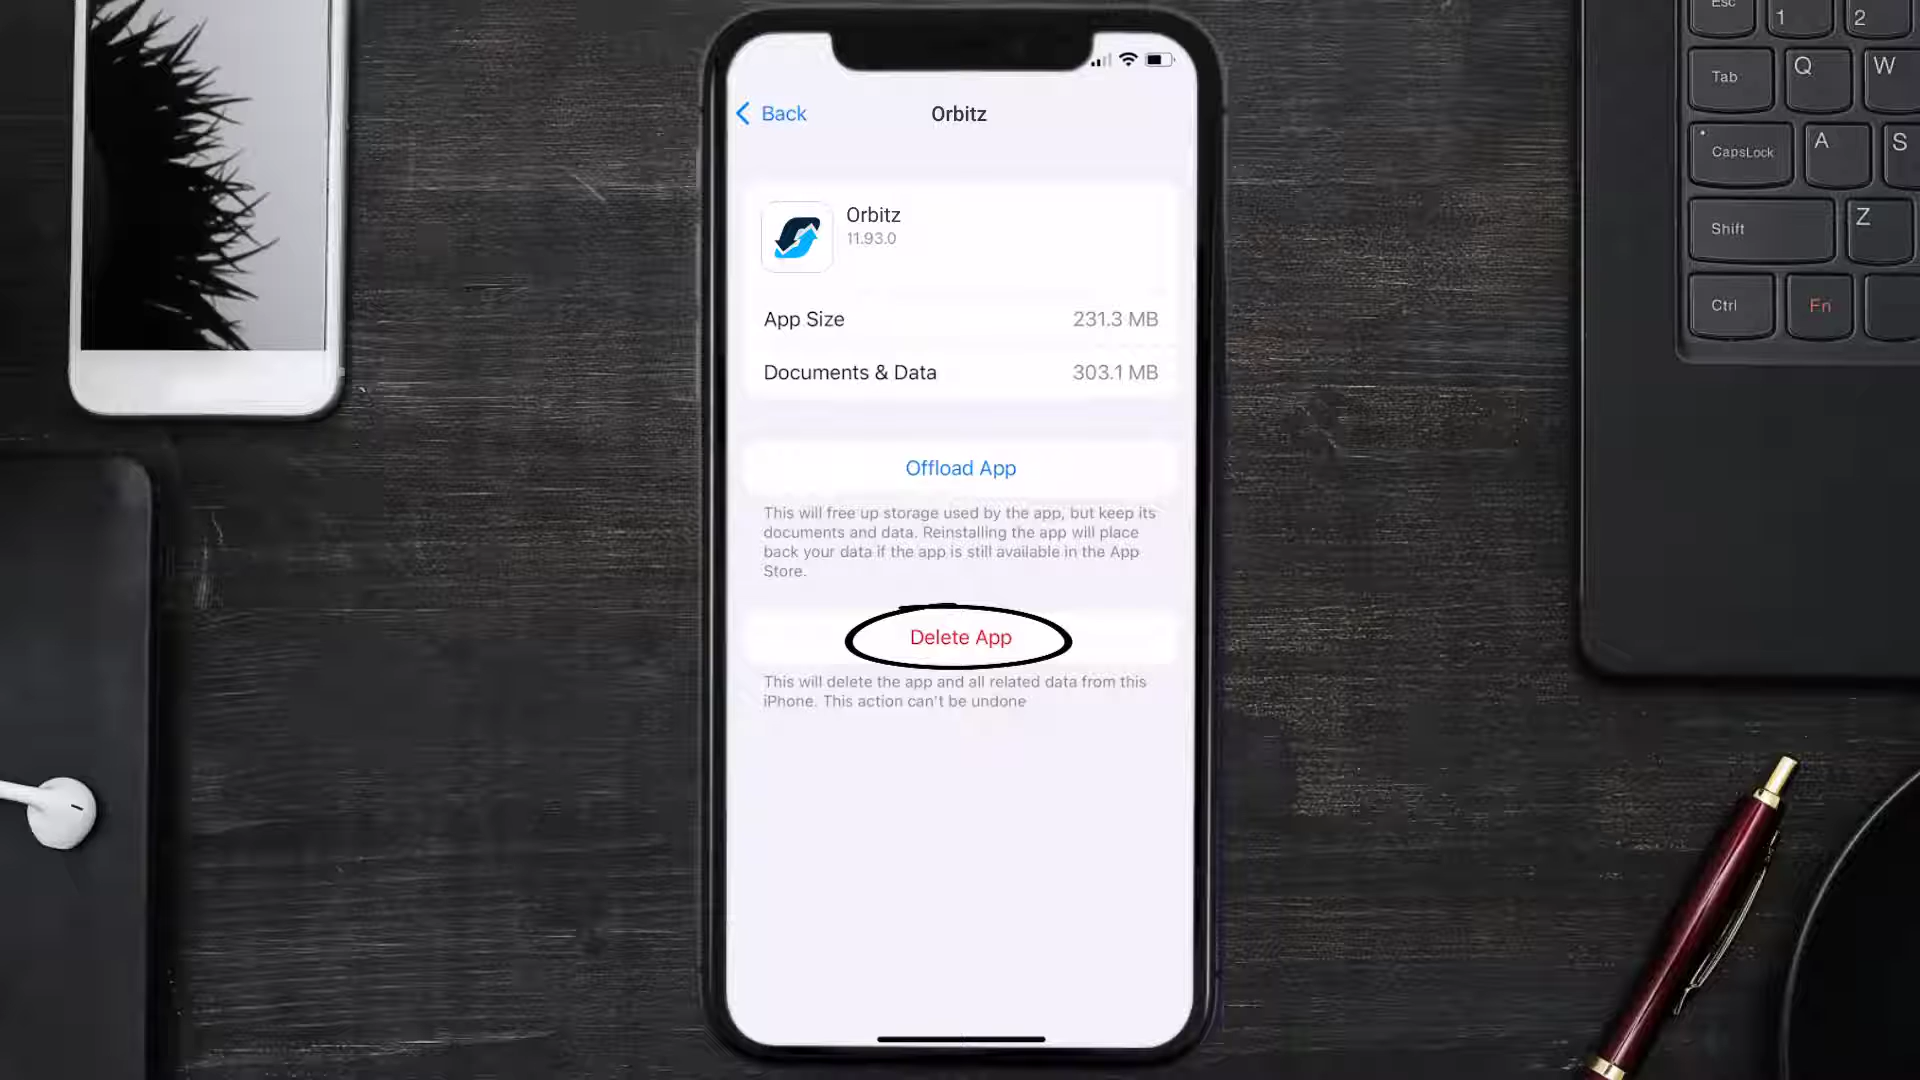 Back
Orbitz
Orbitz
11.93.0
App Size
231.3 MB
Documents & Data
303.1 MB
Offload App
This will free up storage used by the app, but keep its
documents and data. Reinstalling the app will place
back your data if the app is still available in the App
Store.
Delete App
This will delete the app and all related data from this
iPhone. This action can't be undone
Esc
1
2
Tab
Q
W
CapsLock
A
S
Shift
Z
Ctrl
Fn